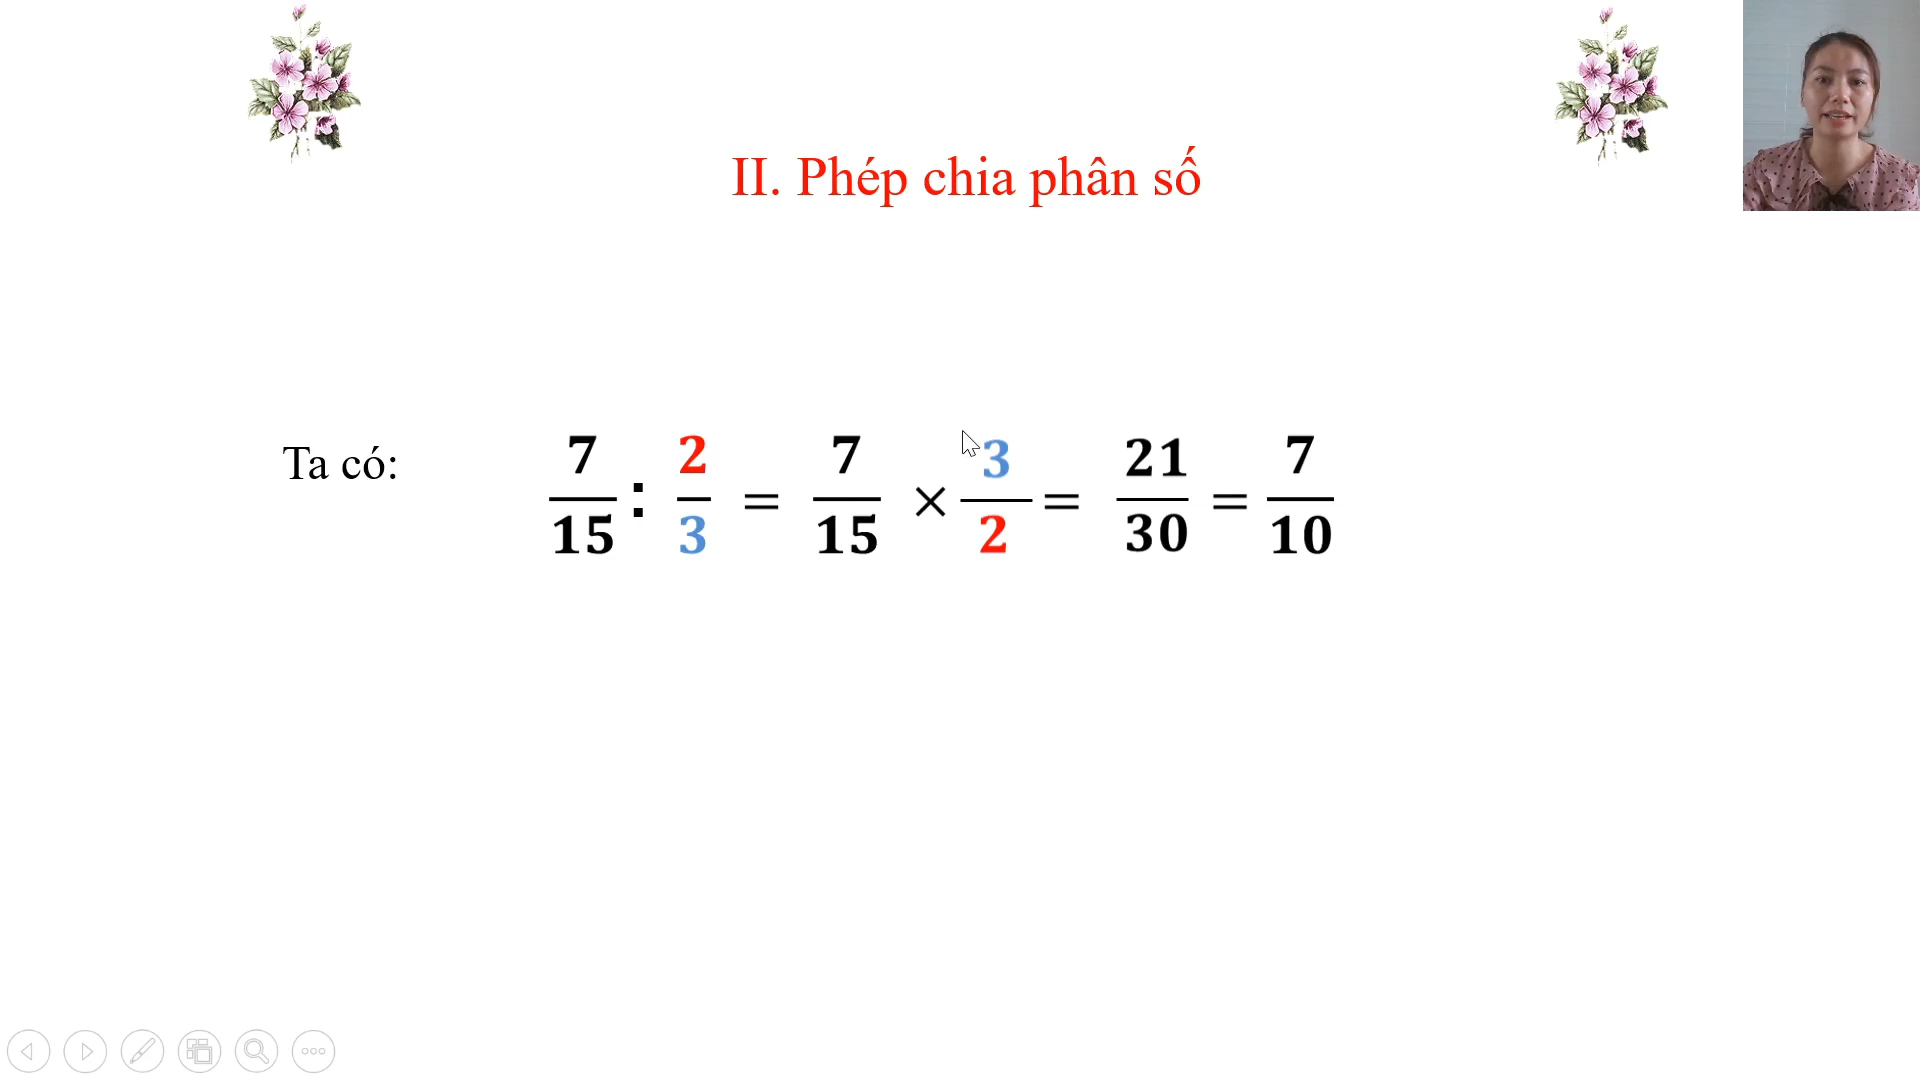 II. Phép chia phân số
Ta có: 7/15 : 2/3 = 7/15 × 3/2 = 21/30 = 7/10